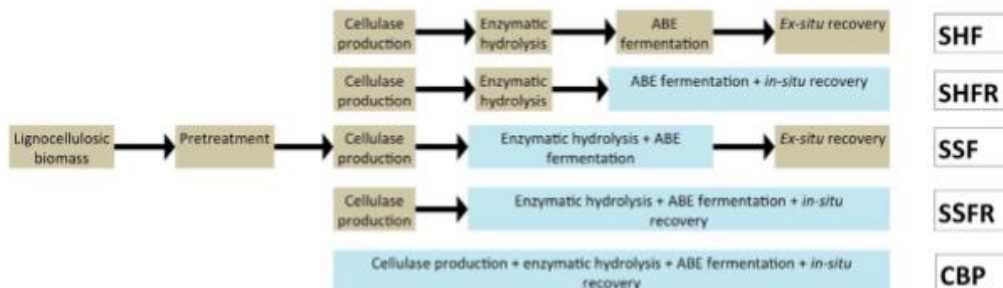 Cellulase
production
Enzymatic
hydrolysis
ABE
fermentation
Ex-situ recovery
SHF
Cellulase
production
Enzymatic
hydrolysis
ABE fermentation + in-situ recovery
SHFR
Lignocellulosic
biomass
Pretreatment
Cellulase
production
Enzymatic hydrolysis + ABE
fermentation
Ex-situ recovery
SSF
Cellulase
production
Enzymatic hydrolysis + ABE fermentation + in-situ
recovery
SSFR
Cellulase production + enzymatic hydrolysis + ABE fermentation + in-situ
recovery
CBP